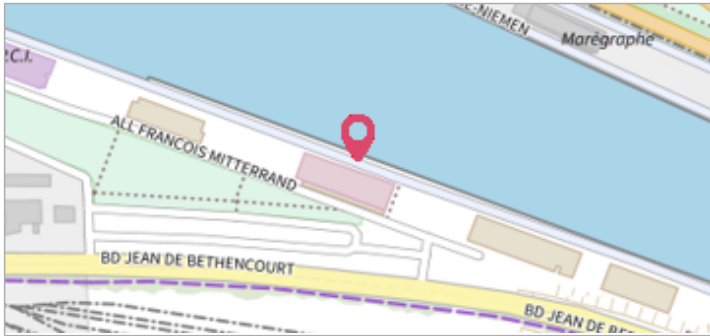 -NIEMEN
Marégraphe
.C.I.
ALL FRANCOIS MITTERRAND
BD JEAN DE BETHENCOURT
BD JEAN DE BE